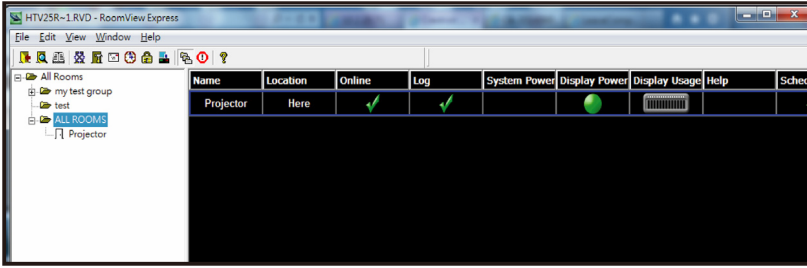 HTV25R~1.RVD - RoomView Express
File Edit View Window Help
All Rooms
my test group
test
ALL ROOMS
Projector
Name Location Online Log System Power Display Power Display Usage Help Sched
Projector Here